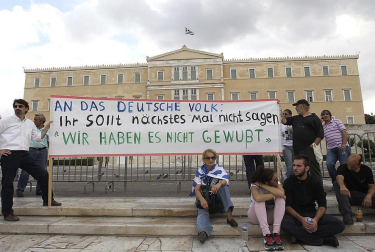 AN DAS DEUTSCHE VOLK:
Ihr SOllt nächstes Mal nicht sagen
"WIR HABEN ES NICHT GEWUßT"